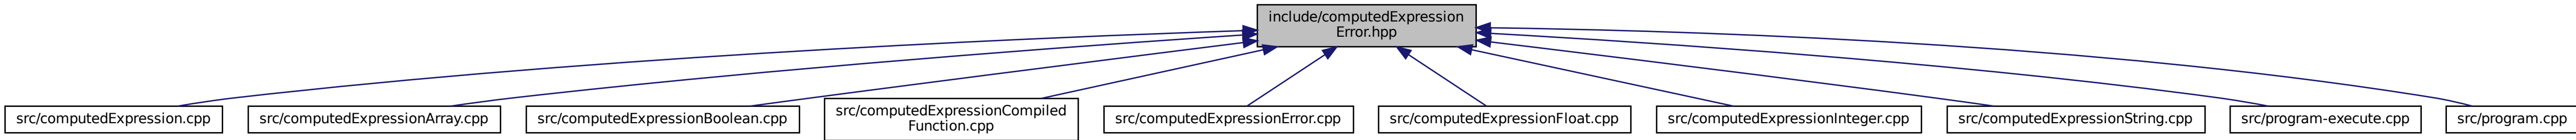 include/computedExpression
Error.hpp
src/computedExpression.cpp
src/computedExpressionArray.cpp
src/computedExpressionBoolean.cpp
src/computedExpressionCompiled
Function.cpp
src/computedExpressionError.cpp
src/computedExpressionFloat.cpp
src/computedExpressionInteger.cpp
src/computedExpressionString.cpp
src/program-execute.cpp
src/program.cpp